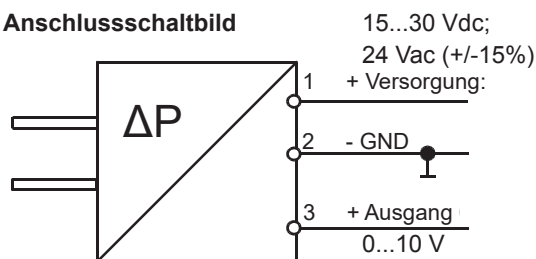 Anschlussschaltbild
15...30 Vdc;
24 Vac (+/-15%)
1 + Versorgung:
ΔP
2 - GND
3 + Ausgang
0...10 V